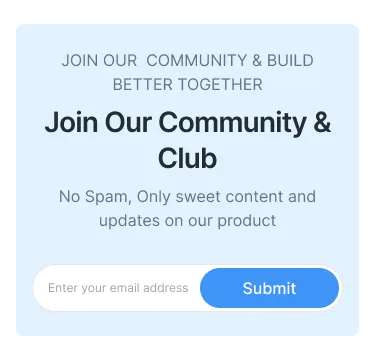 JOIN OUR  COMMUNITY & BUILD
BETTER TOGETHER
Join Our Community &
Club
No Spam, Only sweet content and
updates on our product
Enter your email address
Submit